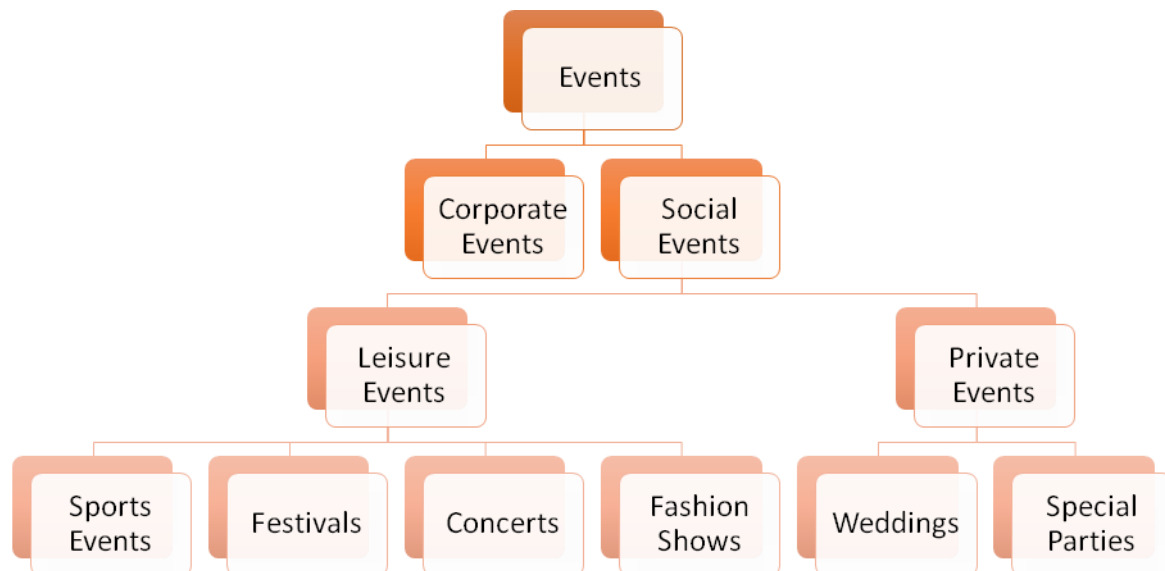 Events
Corporate
Events
Social
Events
Leisure
Events
Private
Events
Sports
Events
Festivals
Concerts
Fashion
Shows
Weddings
Special
Parties